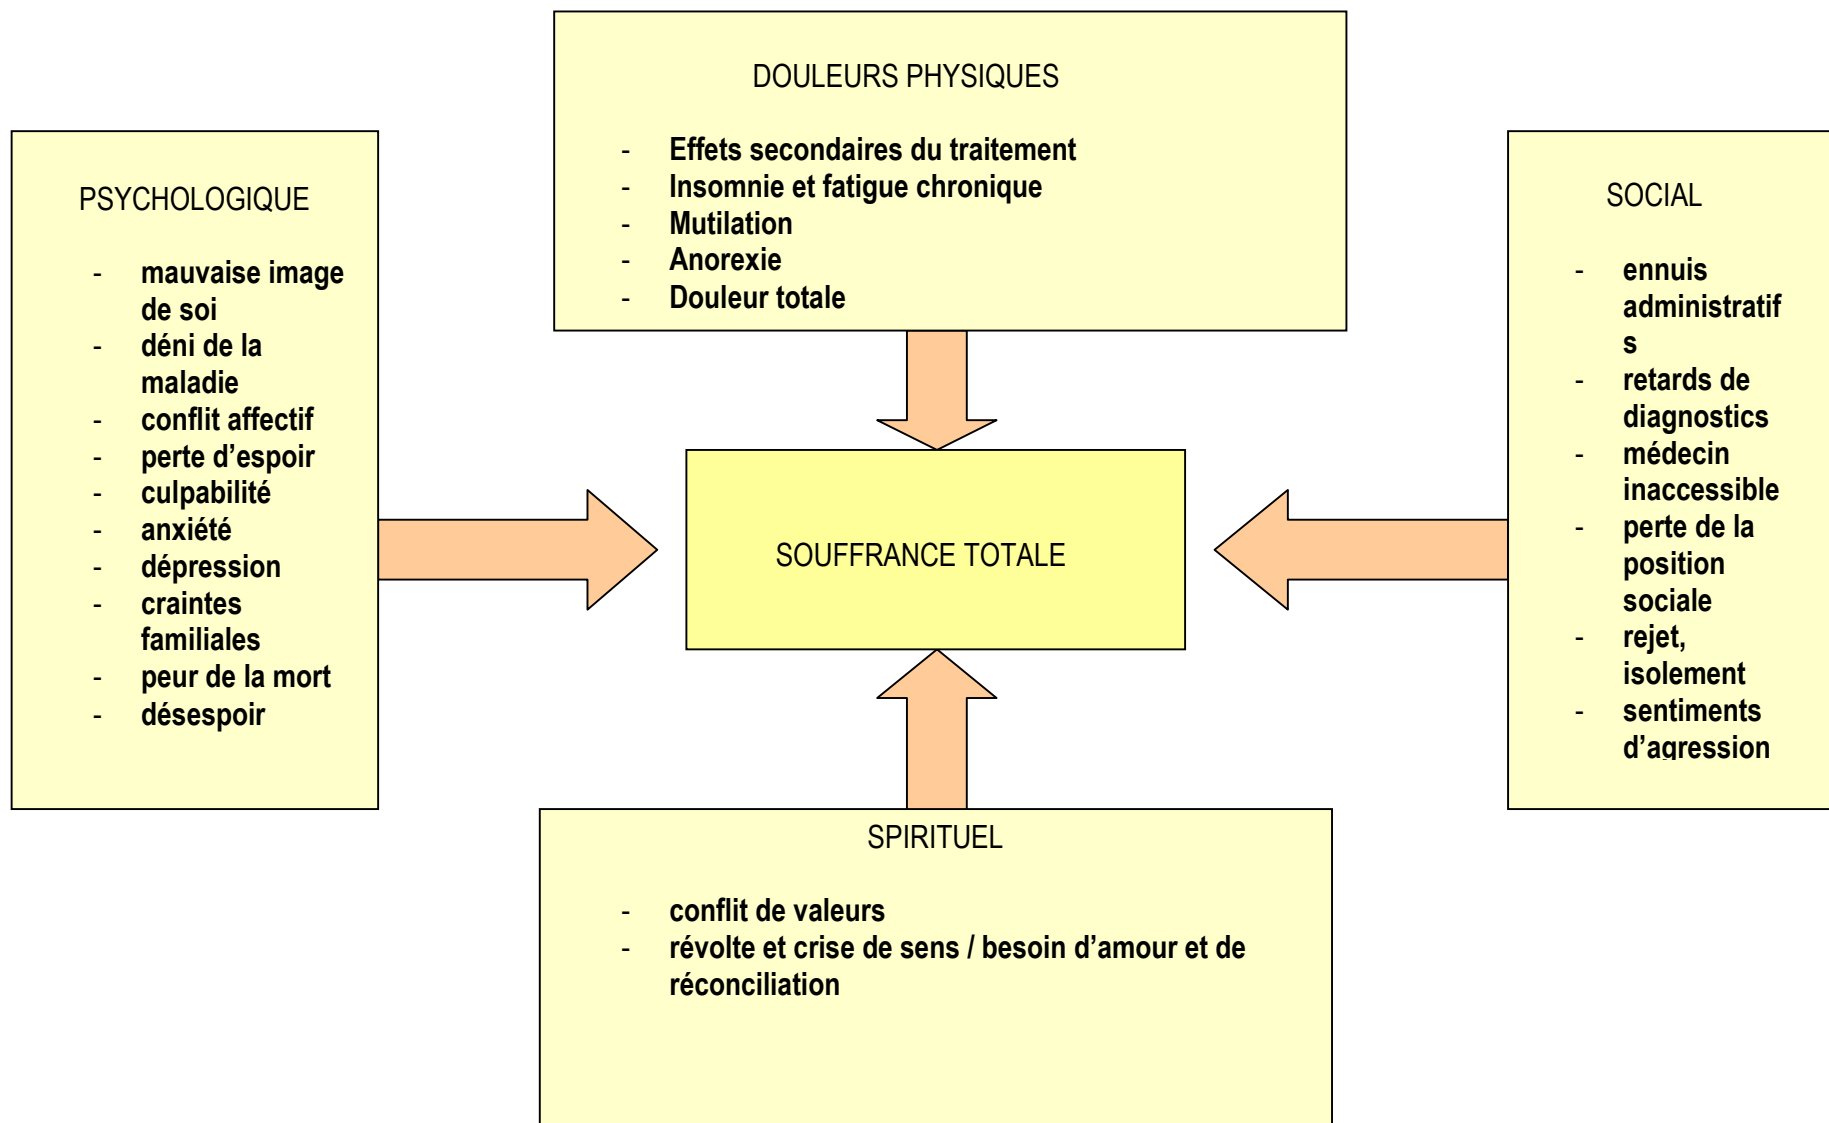 DOULEURS PHYSIQUES
- Effets secondaires du traitement
- Insomnie et fatigue chronique
- Mutilation
- Anorexie
- Douleur totale
PSYCHOLOGIQUE
- mauvaise image
de soi
- déni de la
maladie
- conflit affectif
- perte d’espoir
- culpabilité
- anxiété
- dépression
- craintes
familiales
- peur de la mort
- désespoir
SOUFFRANCE TOTALE
SOCIAL
- ennuis
administratif
s
- retards de
diagnostics
- médecin
inaccessible
- perte de la
position
sociale
- rejet,
isolement
- sentiments
d’agression
SPIRITUEL
- conflit de valeurs
- révolte et crise de sens / besoin d’amour et de
réconciliation